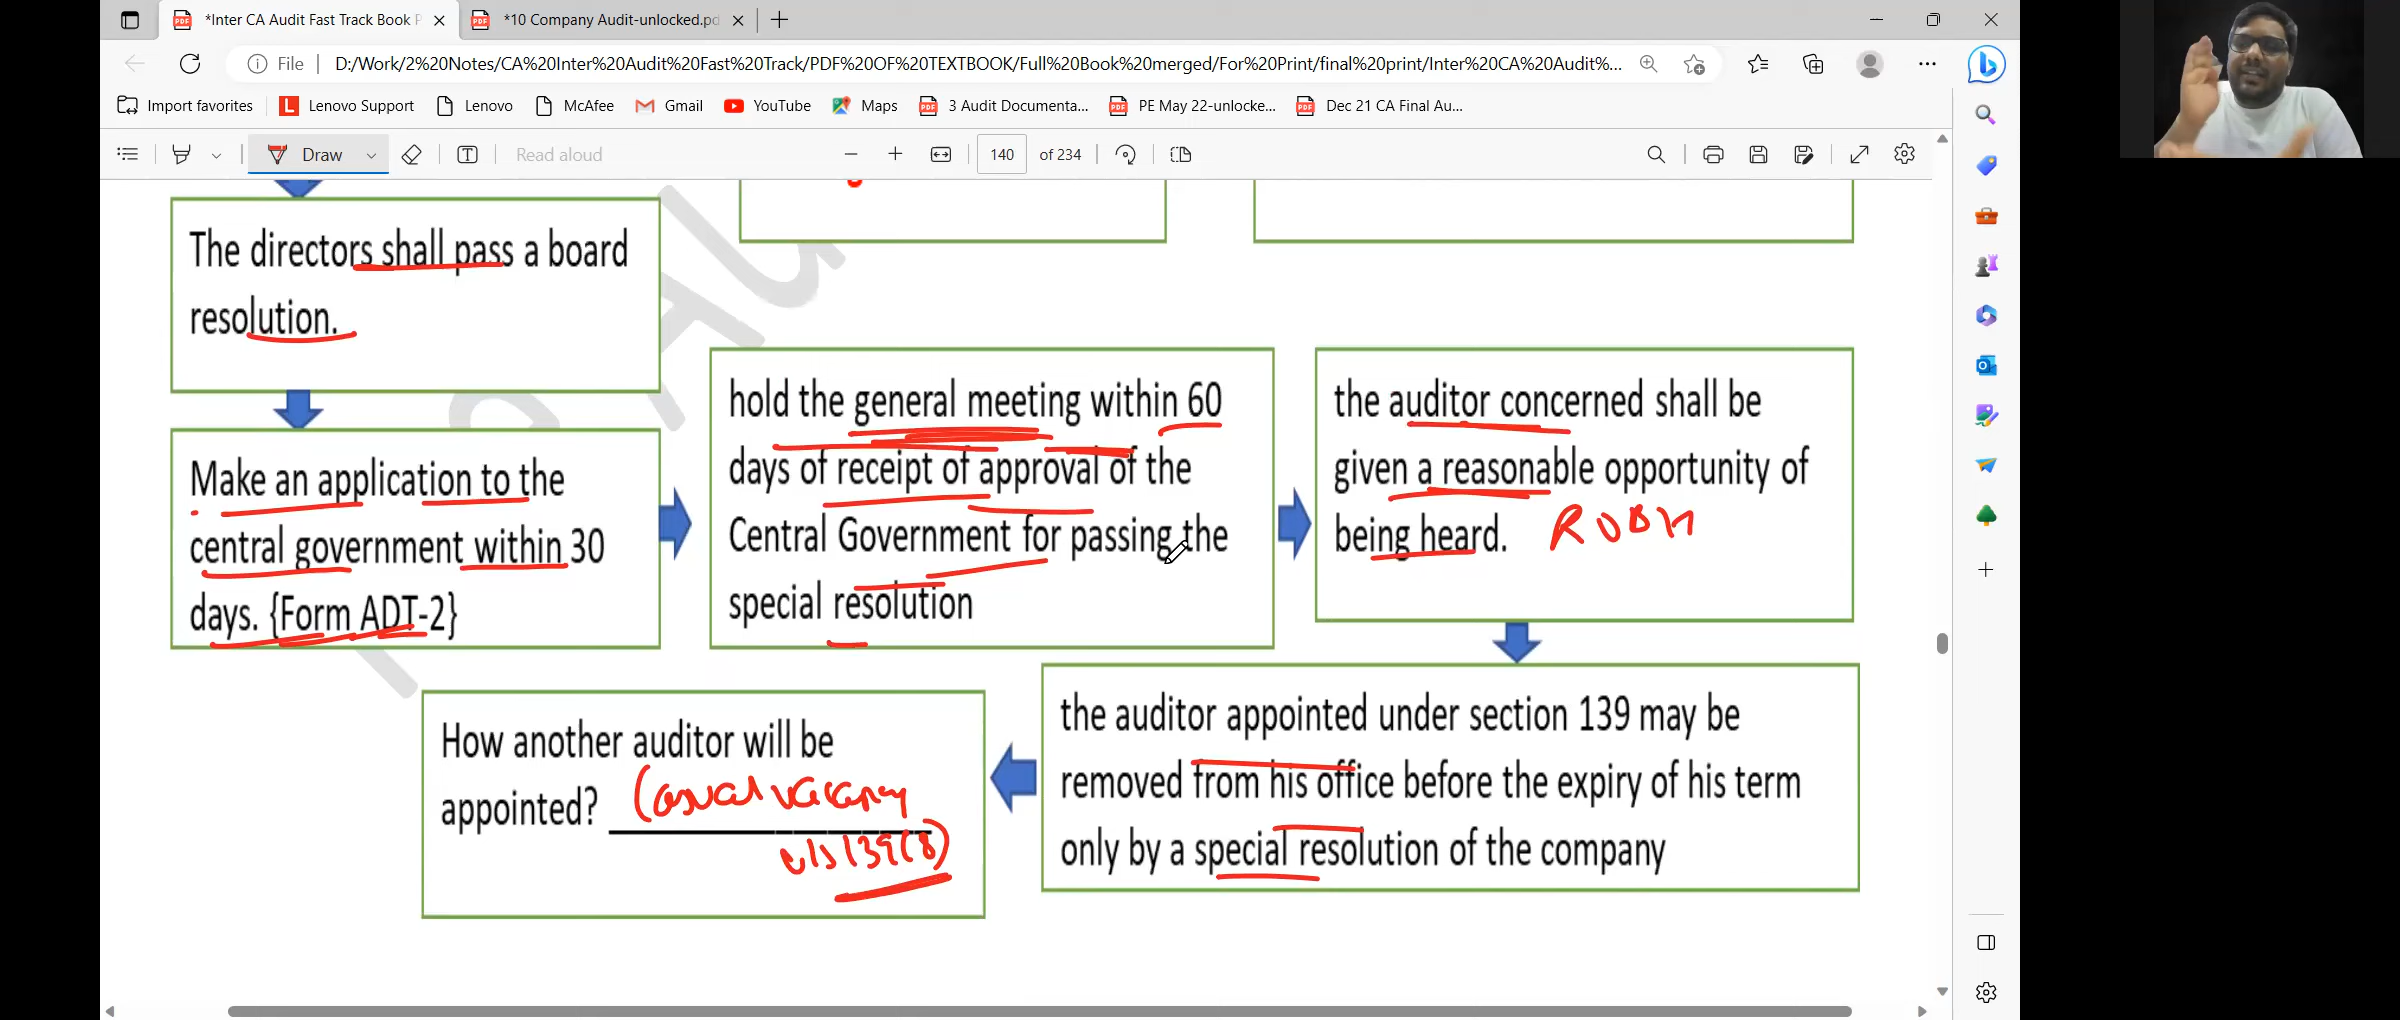 *Inter CA Audit Fast Track Book P
*10 Company Audit-unlocked.pd
File
D:/Work/2%20Notes/CA%20Inter%20Audit%20Fast%20Track/PDF%20OF%20TEXTBOOK/Full%20Book%20merged/For%20Print/final%20print/Inter%20CA%20Audit%...
Import favorites
Lenovo Support
Lenovo
McAfee
Gmail
YouTube
Maps
3 Audit Documenta...
PE May 22-unlocke...
Dec 21 CA Final Au...
Draw
Read aloud
140 of 234
The directors shall pass a board
resolution.
Make an application to the
central government within 30
days. {Form ADT-2}
hold the general meeting within 60
days of receipt of approval of the
Central Government for passing the
special resolution
the auditor concerned shall be
given a reasonable opportunity of
being heard. ROBH
the auditor appointed under section 139 may be
removed from his office before the expiry of his term
only by a special resolution of the company
How another auditor will be
appointed? (Casual vacancy
u/s 139(8)